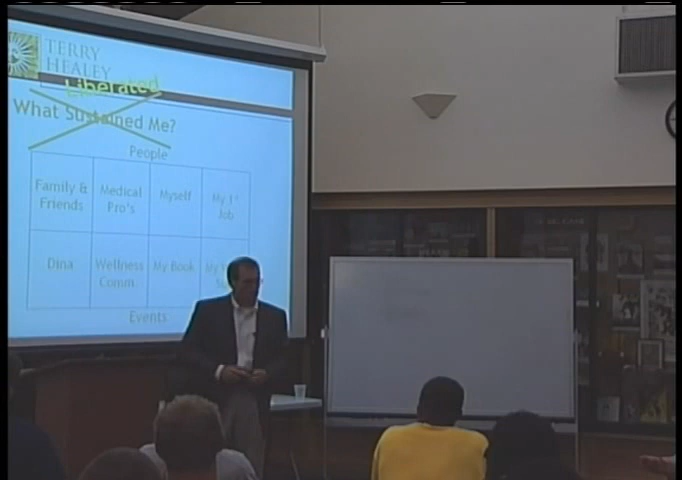 TERRY
HEALEY
Liberated
What Sustained Me?
People
Family &
Friends
Medical
Pro's
Myself
My 1st
Job
Dina
Wellness
Comm.
My Book
My
Events